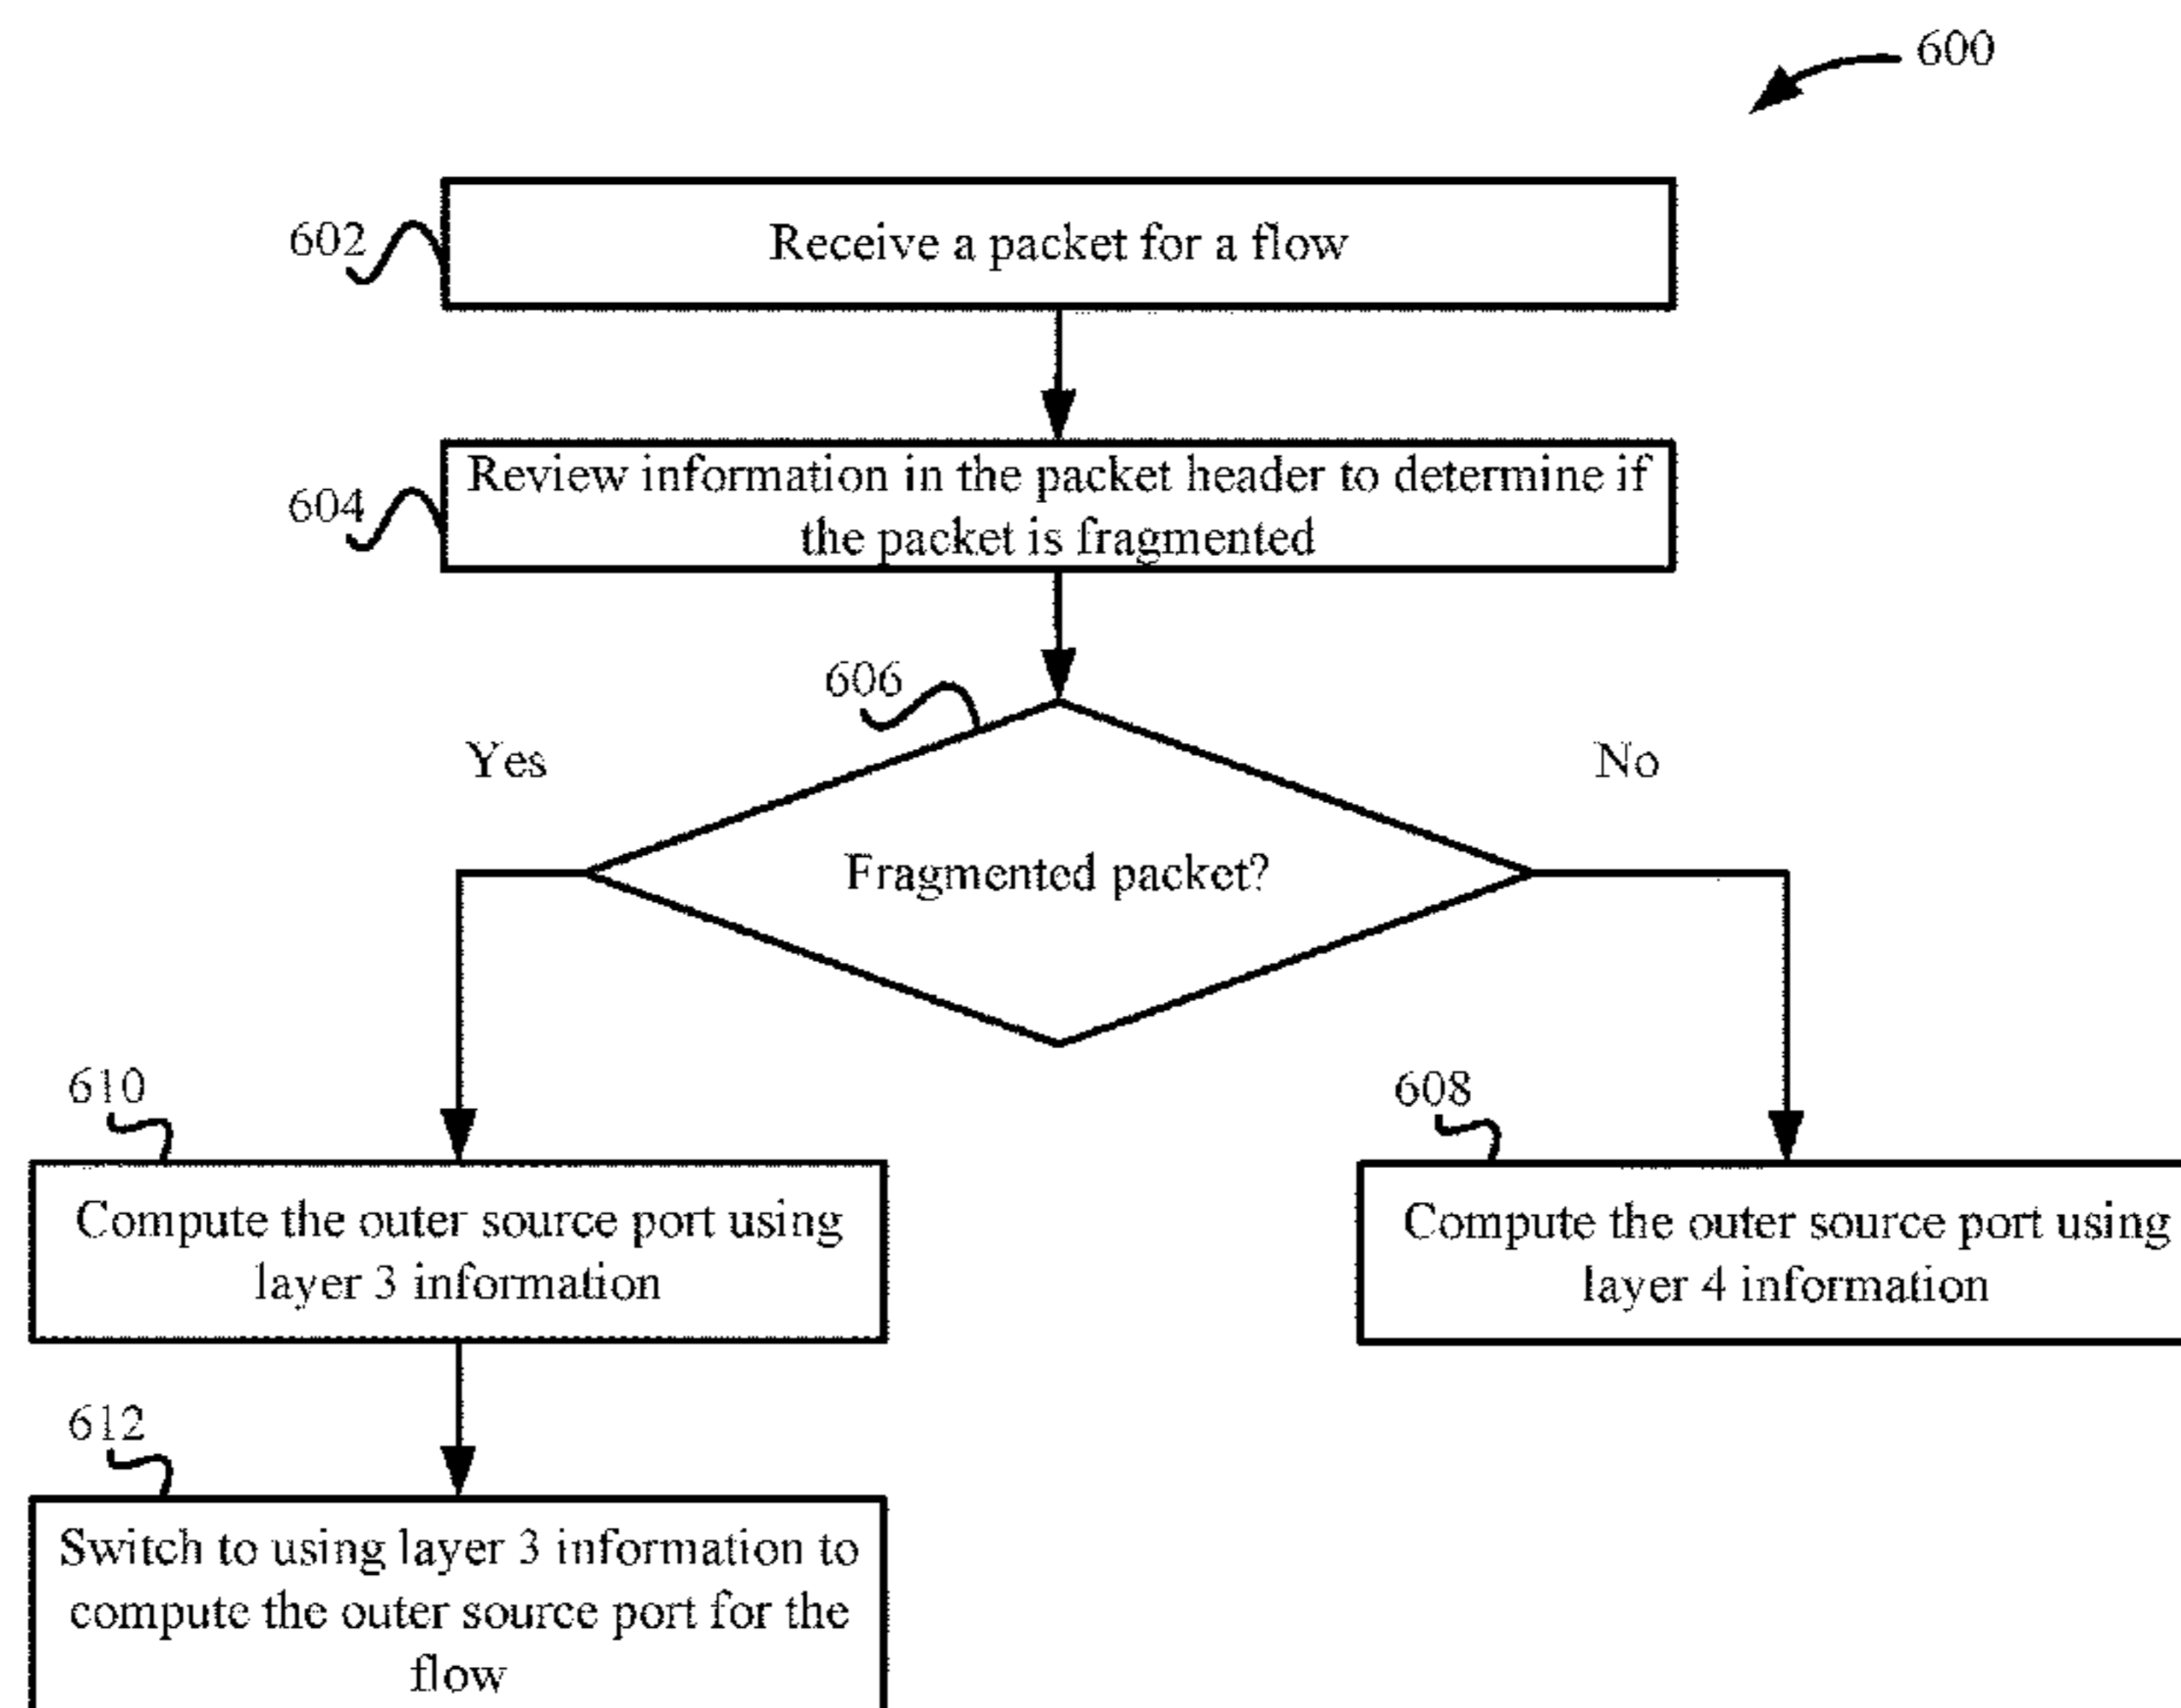 600
602
Receive a packet for a flow
604
Review information in the packet header to determine if
the packet is fragmented
606
Yes
No
Fragmented packet?
610
608
Compute the outer source port using
layer 3 information
Compute the outer source port using
layer 4 information
612
Switch to using layer 3 information to
compute the outer source port for the
flow